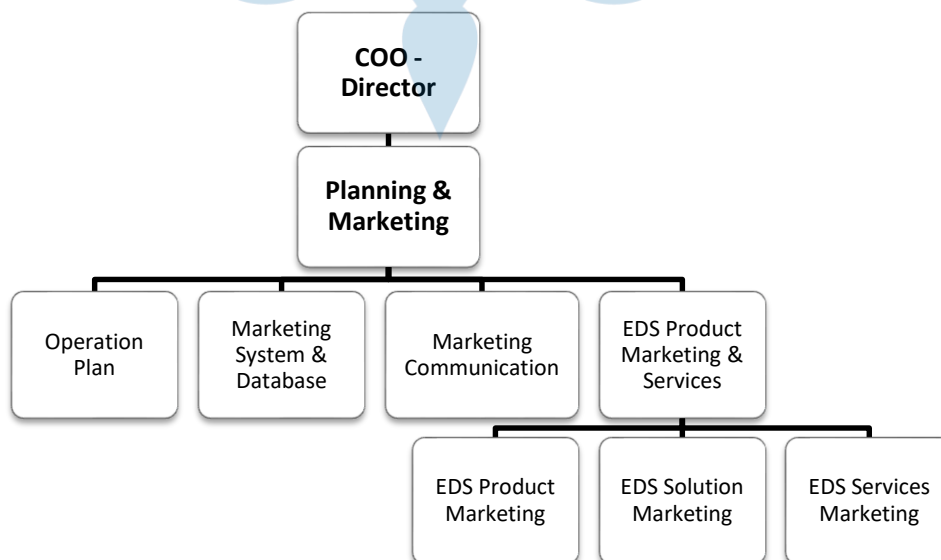 COO -
Director
Planning &
Marketing
Operation
Plan
Marketing
System &
Database
Marketing
Communication
EDS Product
Marketing &
Services
EDS Product
Marketing
EDS Solution
Marketing
EDS Services
Marketing